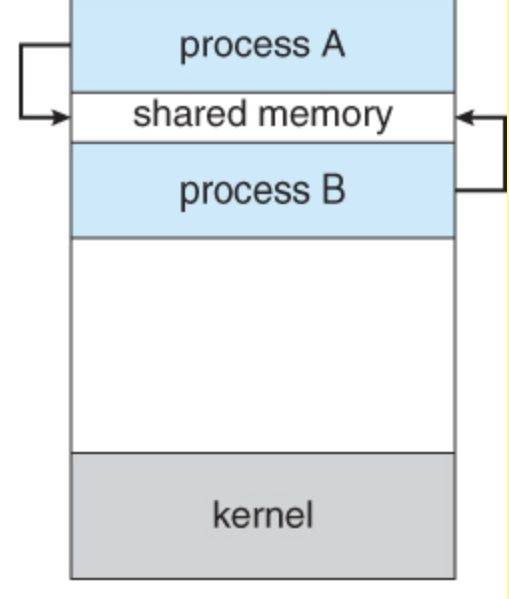 process A
shared memory
process B
kernel